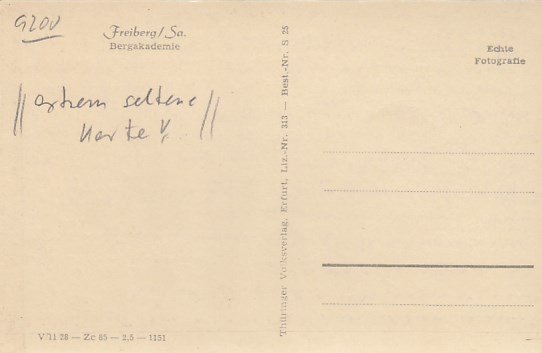 9200
Freiberg/Sa.
Bergakademie
Echte
Fotografie
extrem seltene
Karte!
Thüringer Volksverlag, Erfurt, Liz.-Nr. 313 — Best.-Nr. S 25
V/11 28 — Zc 85 — 2,5 — 1151